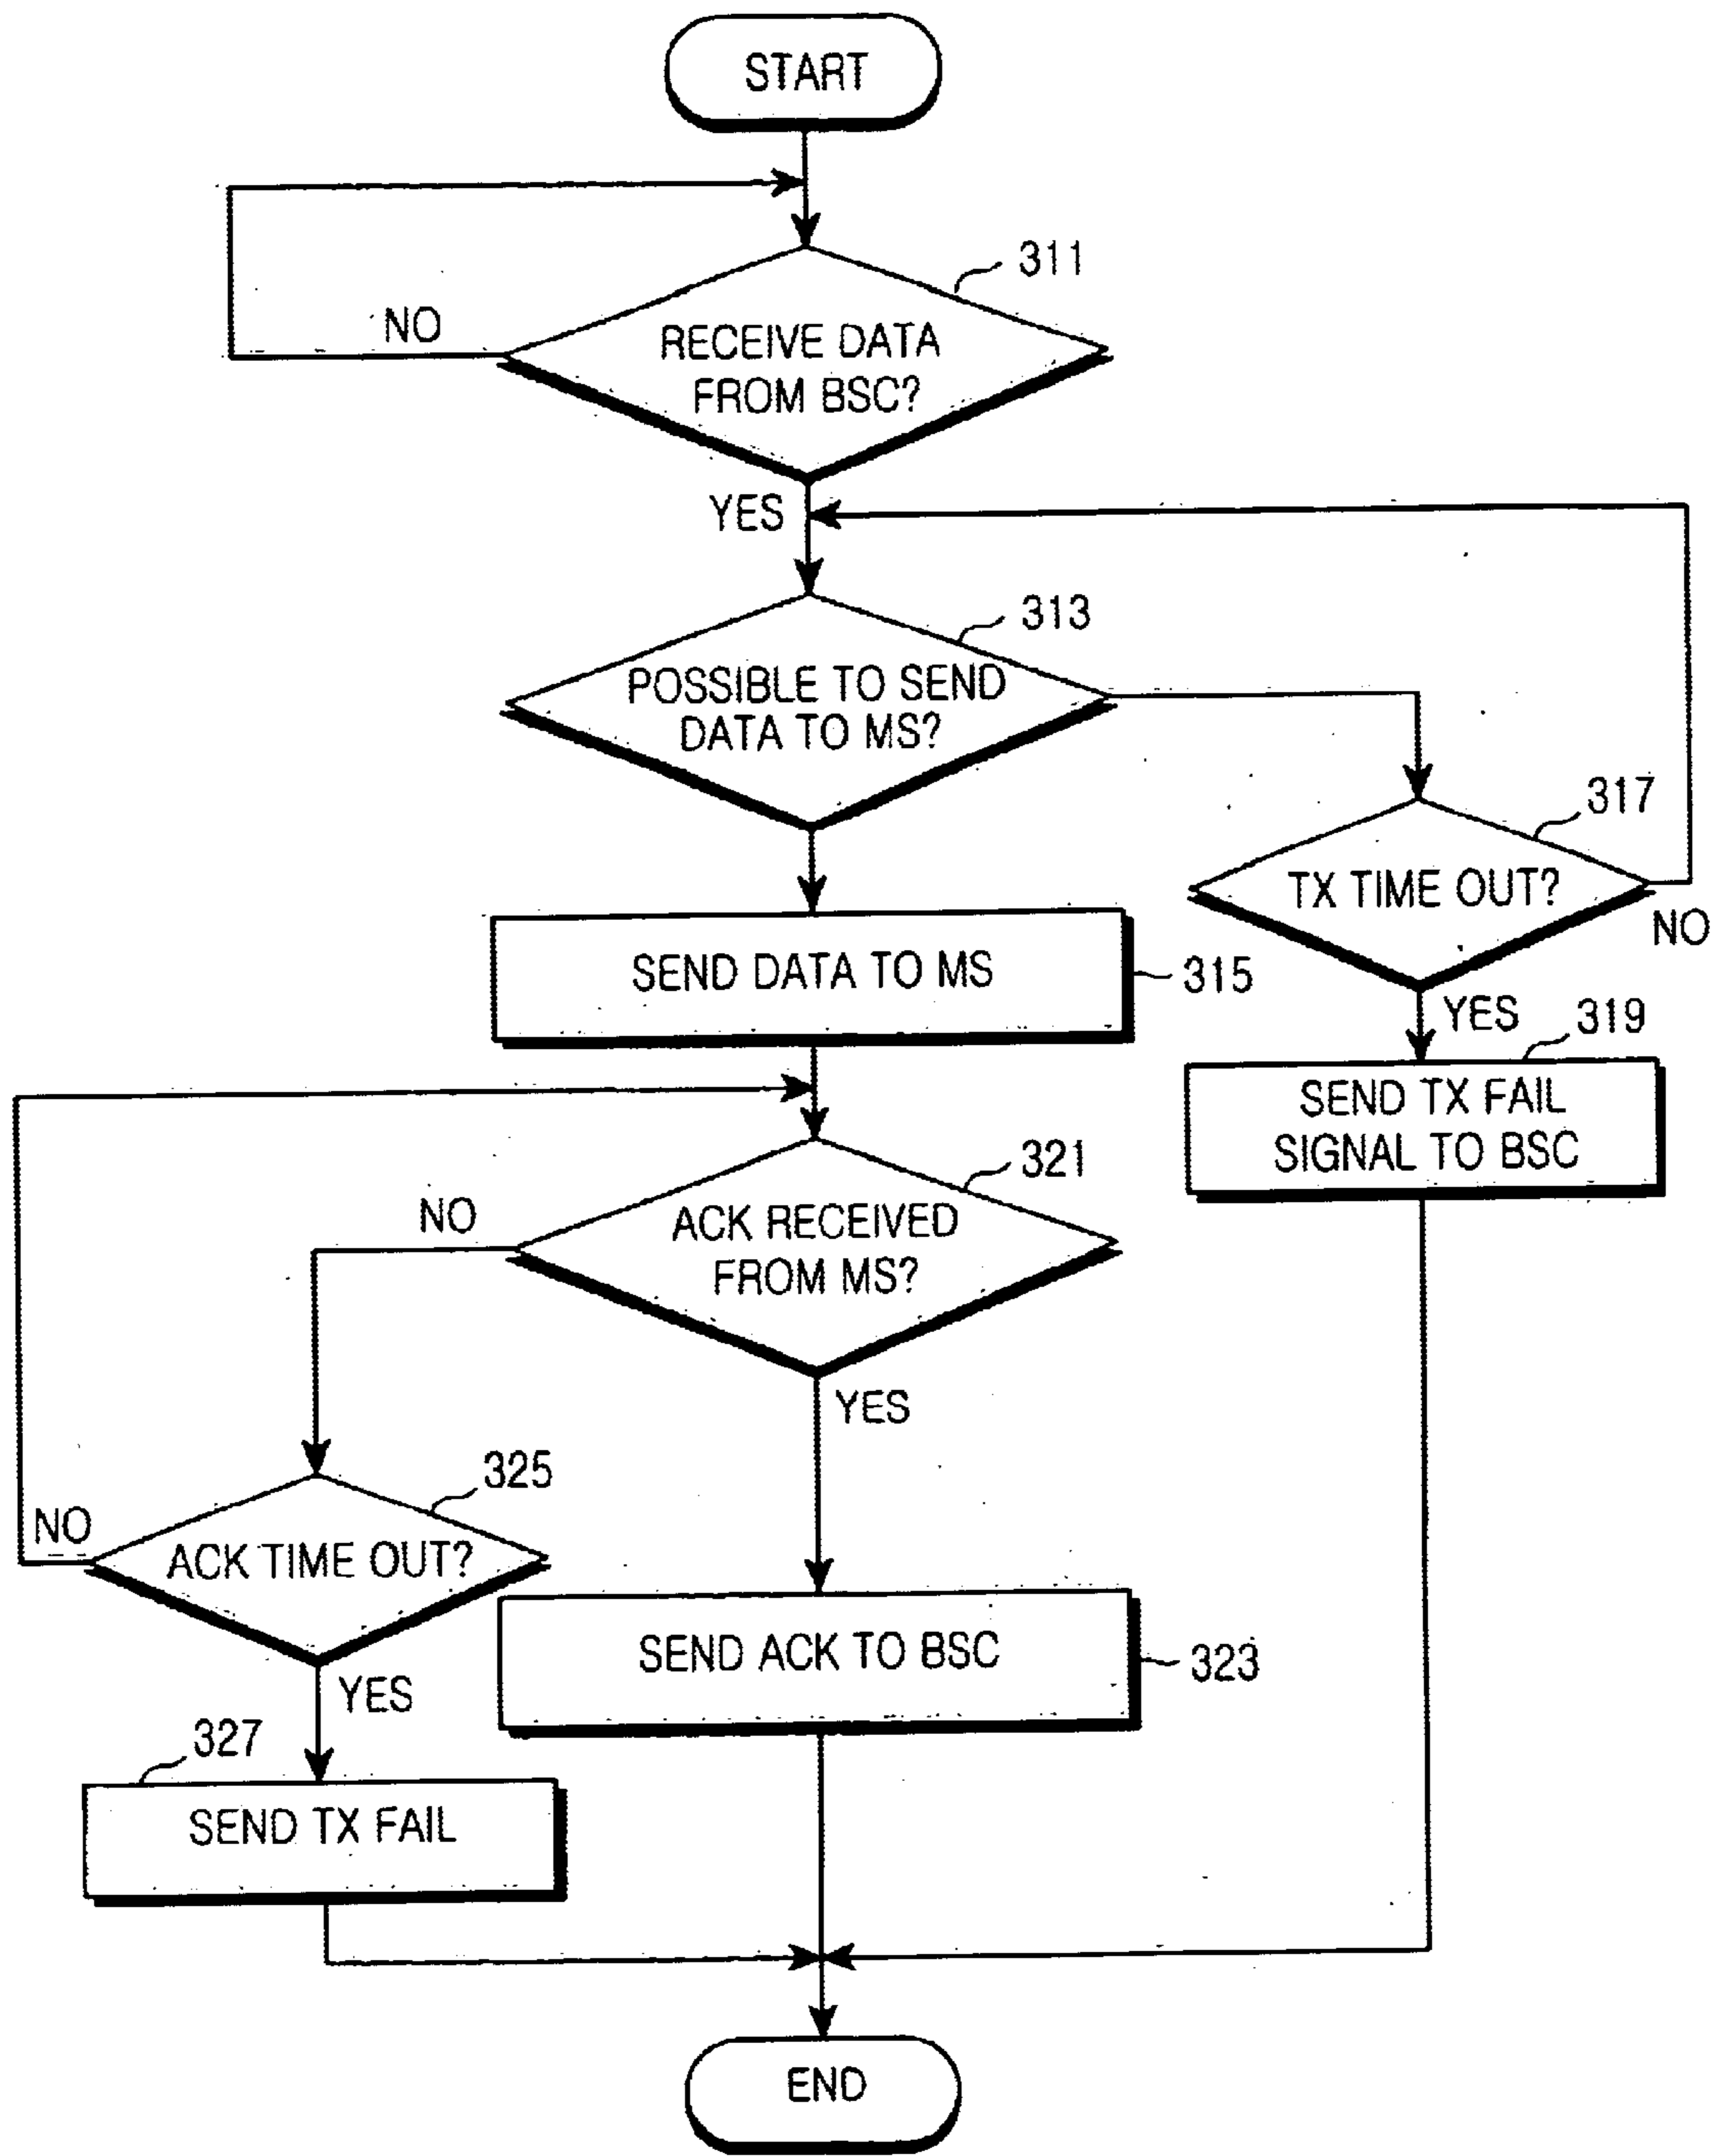 START
311
NO
RECEIVE DATA
FROM BSC?
YES
313
POSSIBLE TO SEND
DATA TO MS?
317
TX TIME OUT?
NO
SEND DATA TO MS
315
YES
319
SEND TX FAIL
SIGNAL TO BSC
321
NO
ACK RECEIVED
FROM MS?
YES
325
NO
ACK TIME OUT?
YES
SEND ACK TO BSC
323
327
SEND TX FAIL
END